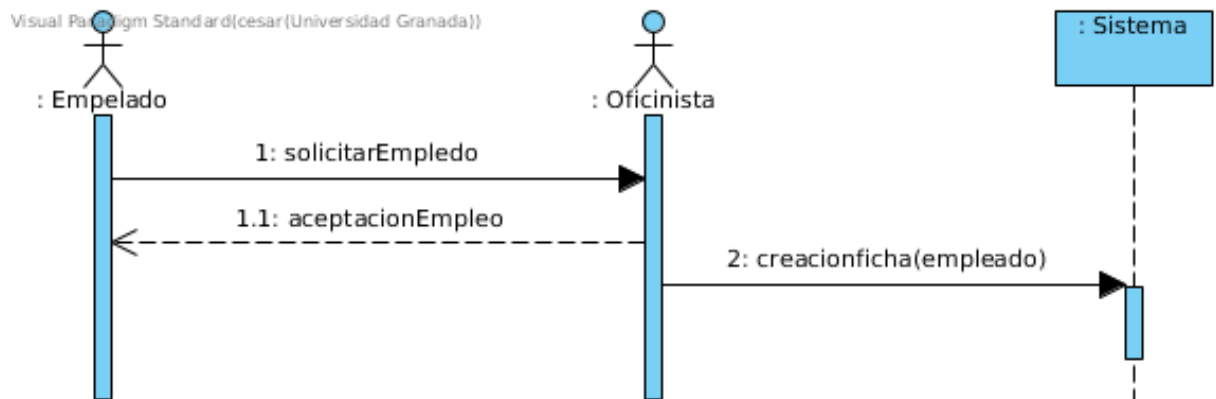 Visual Paradigm Standard(cesar(Universidad Granada))
: Sistema
: Empelado
: Oficinista
1: solicitarEmpledo
1.1: aceptacionEmpleo
2: creacionficha(empleado)